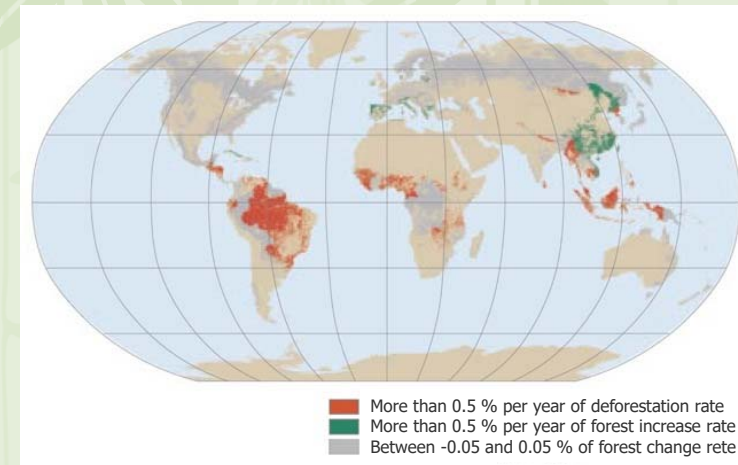 More than 0.5 % per year of deforestation rate
More than 0.5 % per year of forest increase rate
Between -0.05 and 0.05 % of forest change rete